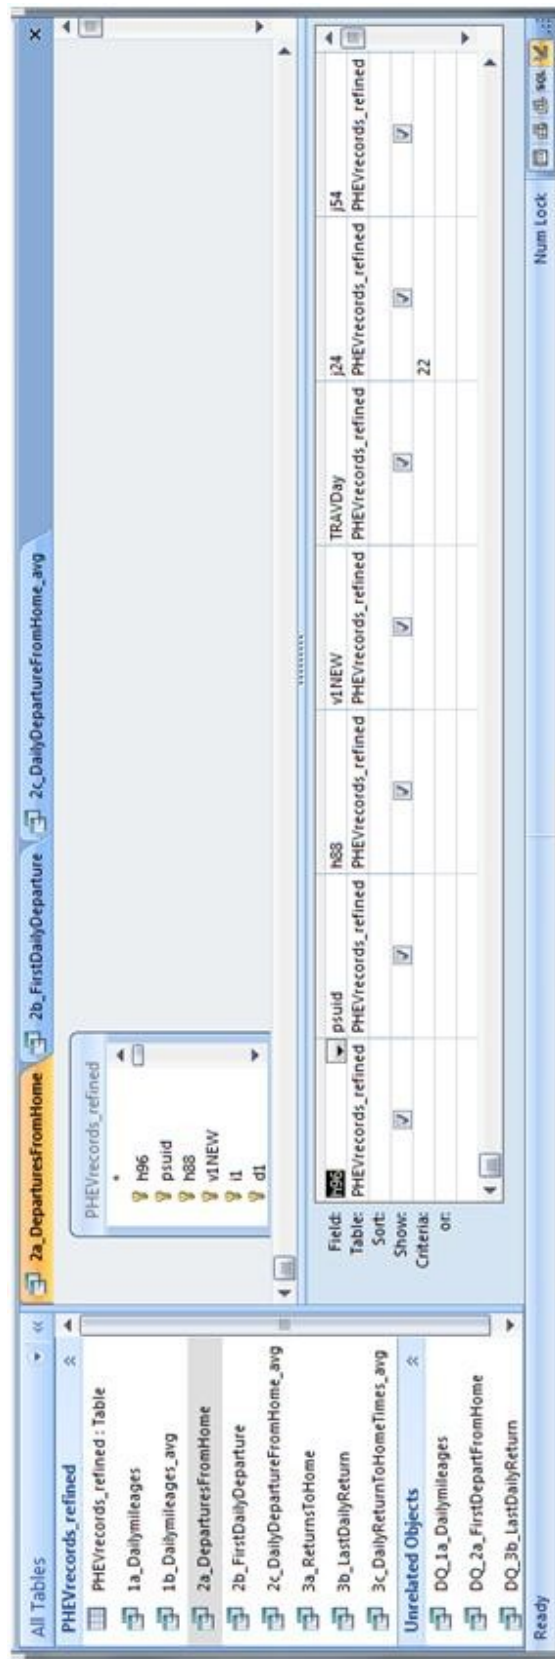 All Tables
PHEVrecords_refined
PHEVrecords_refined : Table
1a_Dailymileages
1b_Dailymileages_avg
2a_DeparturesFromHome
2b_FirstDailyDeparture
2c_DailyDepartureFromHome_avg
3a_ReturnsToHome
3b_LastDailyReturn
3c_DailyReturnToHomeTimes_avg
Unrelated Objects
DQ_1a_Dailymileages
DQ_2a_FirstDepartFromHome
DQ_3b_LastDailyReturn
2a_DeparturesFromHome 2b_FirstDailyDeparture 2c_DailyDepartureFromHome_avg
PHEVrecords_refined
*
h96
psuid
h88
v1NEW
i1
d1
Field: h96 psuid h88 v1NEW TRAVDay j24 j54
Table: PHEVrecords_refined PHEVrecords_refined PHEVrecords_refined PHEVrecords_refined PHEVrecords_refined PHEVrecords_refined PHEVrecords_refined
Sort:
Show:
Criteria: 22
or:
Ready Num Lock SQL